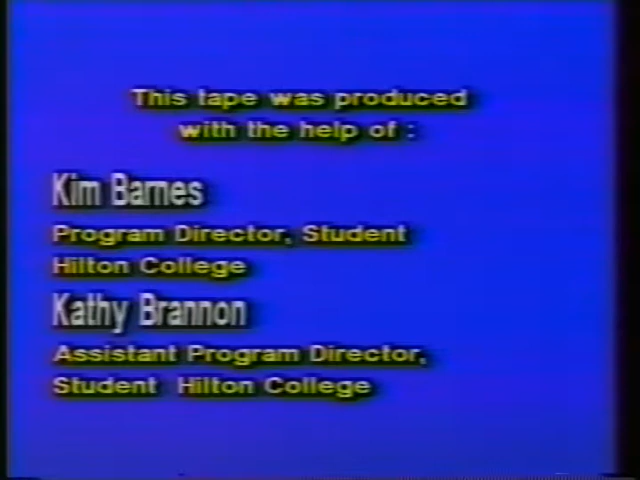 This tape was produced
with the help of :
Kim Barnes
Program Director, Student
Hilton College
Kathy Brannon
Assistant Program Director,
Student Hilton College